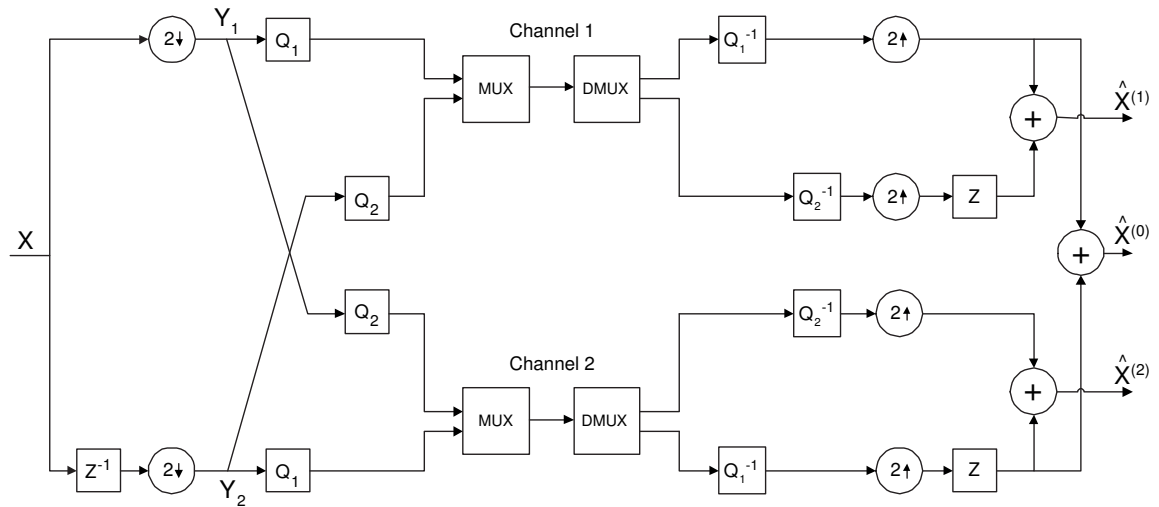 Y₁
2↓
Q₁
Channel 1
MUX
DMUX
Q₁⁻¹
2↑
X̂⁽¹⁾
+
Q₂
Q₂⁻¹
2↑
Z
X
X̂⁽⁰⁾
+
Q₂
Q₂⁻¹
2↑
Channel 2
MUX
DMUX
X̂⁽²⁾
+
Z⁻¹
2↓
Y₂
Q₁
Q₁⁻¹
2↑
Z